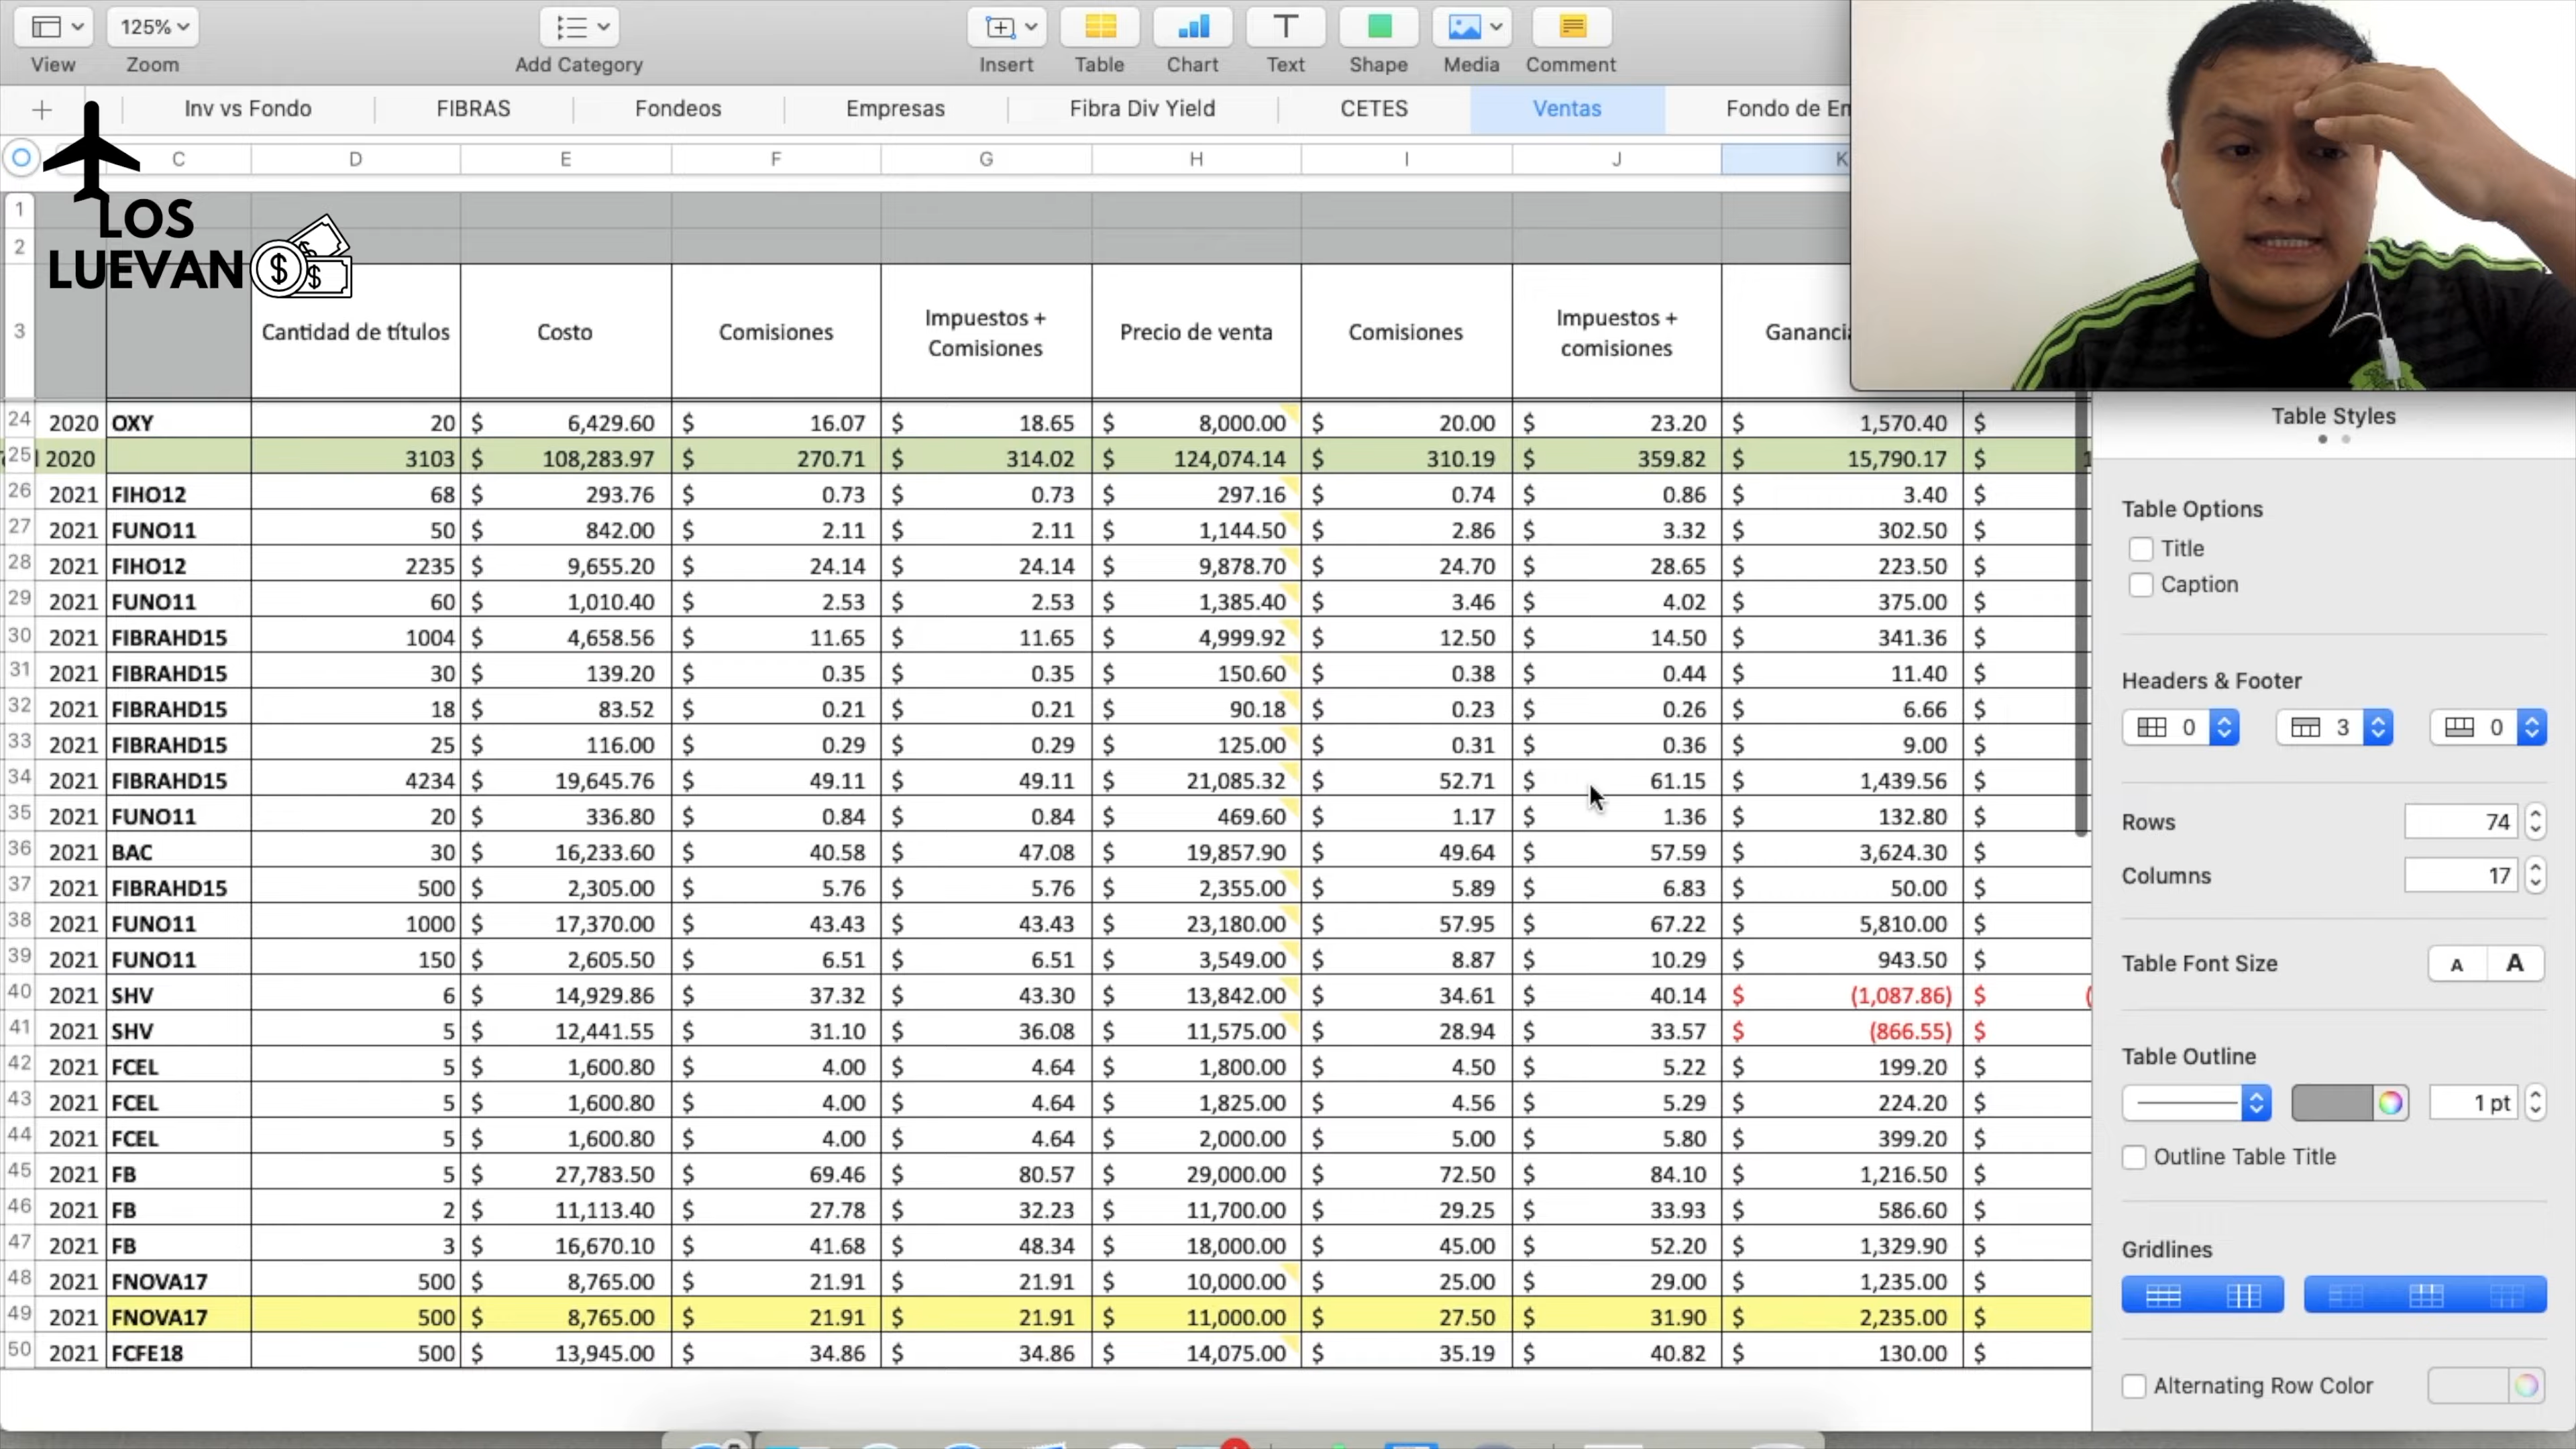 125%
View Zoom Add Category Insert Table Chart Text Shape Media Comment
Inv vs Fondo FIBRAS Fondeos Empresas Fibra Div Yield CETES Ventas Fondo de Em
C D E F G H I J K
LOS
LUEVAN
1
2
3 Cantidad de títulos Costo Comisiones Impuestos + Comisiones Precio de venta Comisiones Impuestos + comisiones Ganancia
24 2020 OXY 20 $ 6,429.60 $ 16.07 $ 18.65 $ 8,000.00 $ 20.00 $ 23.20 $ 1,570.40 $
25 2020 3103 $ 108,283.97 $ 270.71 $ 314.02 $ 124,074.14 $ 310.19 $ 359.82 $ 15,790.17 $ 1
26 2021 FIHO12 68 $ 293.76 $ 0.73 $ 0.73 $ 297.16 $ 0.74 $ 0.86 $ 3.40 $
27 2021 FUNO11 50 $ 842.00 $ 2.11 $ 2.11 $ 1,144.50 $ 2.86 $ 3.32 $ 302.50 $
28 2021 FIHO12 2235 $ 9,655.20 $ 24.14 $ 24.14 $ 9,878.70 $ 24.70 $ 28.65 $ 223.50 $
29 2021 FUNO11 60 $ 1,010.40 $ 2.53 $ 2.53 $ 1,385.40 $ 3.46 $ 4.02 $ 375.00 $
30 2021 FIBRAHD15 1004 $ 4,658.56 $ 11.65 $ 11.65 $ 4,999.92 $ 12.50 $ 14.50 $ 341.36 $
31 2021 FIBRAHD15 30 $ 139.20 $ 0.35 $ 0.35 $ 150.60 $ 0.38 $ 0.44 $ 11.40 $
32 2021 FIBRAHD15 18 $ 83.52 $ 0.21 $ 0.21 $ 90.18 $ 0.23 $ 0.26 $ 6.66 $
33 2021 FIBRAHD15 25 $ 116.00 $ 0.29 $ 0.29 $ 125.00 $ 0.31 $ 0.36 $ 9.00 $
34 2021 FIBRAHD15 4234 $ 19,645.76 $ 49.11 $ 49.11 $ 21,085.32 $ 52.71 $ 61.15 $ 1,439.56 $
35 2021 FUNO11 20 $ 336.80 $ 0.84 $ 0.84 $ 469.60 $ 1.17 $ 1.36 $ 132.80 $
36 2021 BAC 30 $ 16,233.60 $ 40.58 $ 47.08 $ 19,857.90 $ 49.64 $ 57.59 $ 3,624.30 $
37 2021 FIBRAHD15 500 $ 2,305.00 $ 5.76 $ 5.76 $ 2,355.00 $ 5.89 $ 6.83 $ 50.00 $
38 2021 FUNO11 1000 $ 17,370.00 $ 43.43 $ 43.43 $ 23,180.00 $ 57.95 $ 67.22 $ 5,810.00 $
39 2021 FUNO11 150 $ 2,605.50 $ 6.51 $ 6.51 $ 3,549.00 $ 8.87 $ 10.29 $ 943.50 $
40 2021 SHV 6 $ 14,929.86 $ 37.32 $ 43.30 $ 13,842.00 $ 34.61 $ 40.14 $ (1,087.86) $ (
41 2021 SHV 5 $ 12,441.55 $ 31.10 $ 36.08 $ 11,575.00 $ 28.94 $ 33.57 $ (866.55) $
42 2021 FCEL 5 $ 1,600.80 $ 4.00 $ 4.64 $ 1,800.00 $ 4.50 $ 5.22 $ 199.20 $
43 2021 FCEL 5 $ 1,600.80 $ 4.00 $ 4.64 $ 1,825.00 $ 4.56 $ 5.29 $ 224.20 $
44 2021 FCEL 5 $ 1,600.80 $ 4.00 $ 4.64 $ 2,000.00 $ 5.00 $ 5.80 $ 399.20 $
45 2021 FB 5 $ 27,783.50 $ 69.46 $ 80.57 $ 29,000.00 $ 72.50 $ 84.10 $ 1,216.50 $
46 2021 FB 2 $ 11,113.40 $ 27.78 $ 32.23 $ 11,700.00 $ 29.25 $ 33.93 $ 586.60 $
47 2021 FB 3 $ 16,670.10 $ 41.68 $ 48.34 $ 18,000.00 $ 45.00 $ 52.20 $ 1,329.90 $
48 2021 FNOVA17 500 $ 8,765.00 $ 21.91 $ 21.91 $ 10,000.00 $ 25.00 $ 29.00 $ 1,235.00 $
49 2021 FNOVA17 500 $ 8,765.00 $ 21.91 $ 21.91 $ 11,000.00 $ 27.50 $ 31.90 $ 2,235.00 $
50 2021 FCFE18 500 $ 13,945.00 $ 34.86 $ 34.86 $ 14,075.00 $ 35.19 $ 40.82 $ 130.00 $
Table Styles
Table Options
Title
Caption
Headers & Footer
0 3 0
Rows 74
Columns 17
Table Font Size A A
Table Outline
1 pt
Outline Table Title
Gridlines
Alternating Row Color